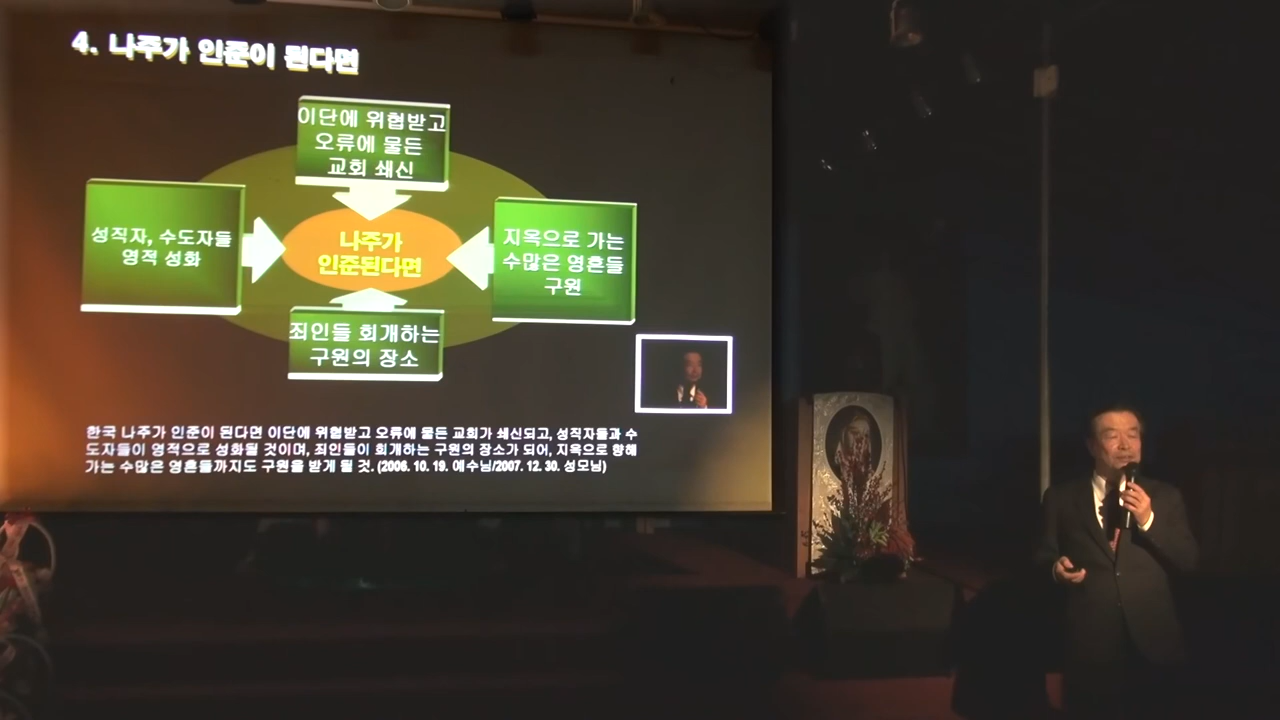 4. 나주가 인준이 된다면
이단에 위협받고
오류에 물든
교회 쇄신
성직자, 수도자들
영적 성화
나주가
인준된다면
지옥으로 가는
수많은 영혼들
구원
죄인들 회개하는
구원의 장소
한국 나주가 인준이 된다면 이단에 위협받고 오류에 물든 교회가 쇄신되고, 성직자들과 수
도자들이 영적으로 성화될 것이며, 죄인들이 회개하는 구원의 장소가 되어, 지옥으로 향해
가는 수많은 영혼들까지도 구원을 받게 될 것. (2006. 10. 19. 예수님/2007. 12. 30. 성모님)